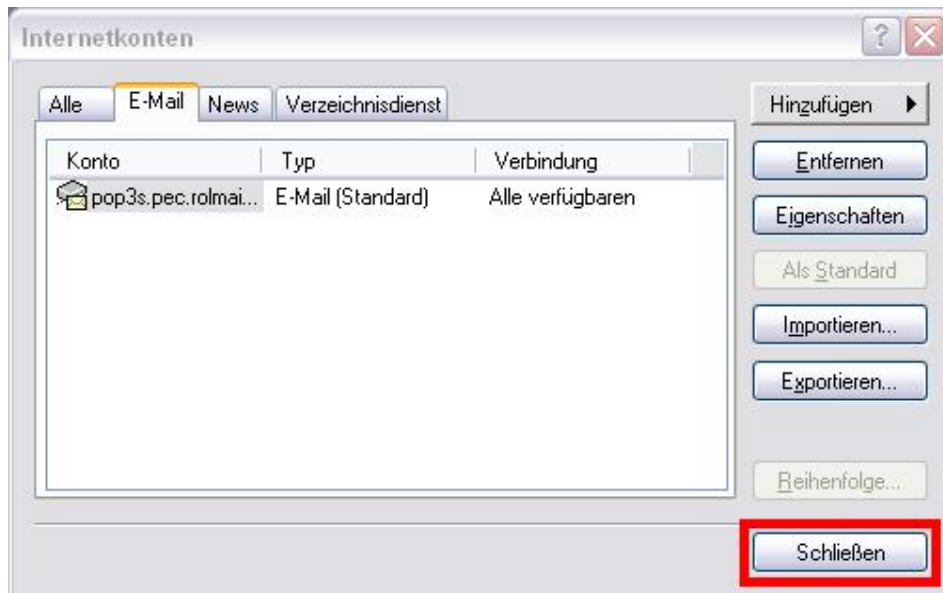 Internetkonten
Alle E-Mail News Verzeichnisdienst
Hinzufügen
Konto Typ Verbindung
Entfernen
pop3s.pec.rolmai... E-Mail (Standard) Alle verfügbaren
Eigenschaften
Als Standard
Importieren...
Exportieren...
Reihenfolge...
Schließen